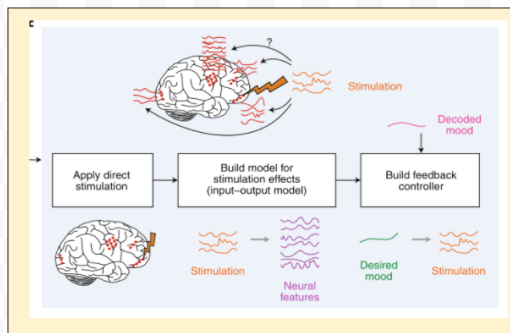 c
?
Stimulation
Decoded
mood
Apply direct
stimulation
Build model for
stimulation effects
(input–output model)
Build feedback
controller
Stimulation
Neural
features
Desired
mood
Stimulation